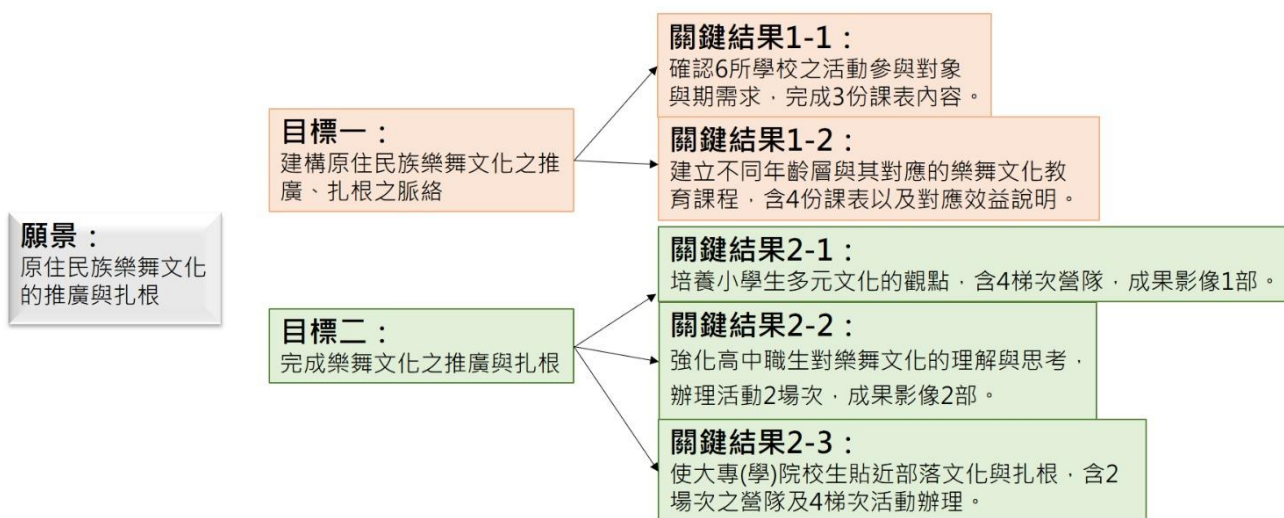 願景：
原住民族樂舞文化
的推廣與扎根
目標一：
建構原住民族樂舞文化之推
廣、扎根之脈絡
關鍵結果1-1：
確認6所學校之活動參與對象
與期需求，完成3份課表內容。
關鍵結果1-2：
建立不同年齡層與其對應的樂舞文化教
育課程，含4份課表以及對應效益說明。
目標二：
完成樂舞文化之推廣與扎根
關鍵結果2-1：
培養小學生多元文化的觀點，含4梯次營隊，成果影像1部。
關鍵結果2-2：
強化高中職生對樂舞文化的理解與思考，
辦理活動2場次，成果影像2部。
關鍵結果2-3：
使大專(學)院校生貼近部落文化與扎根，含2
場次之營隊及4梯次活動辦理。